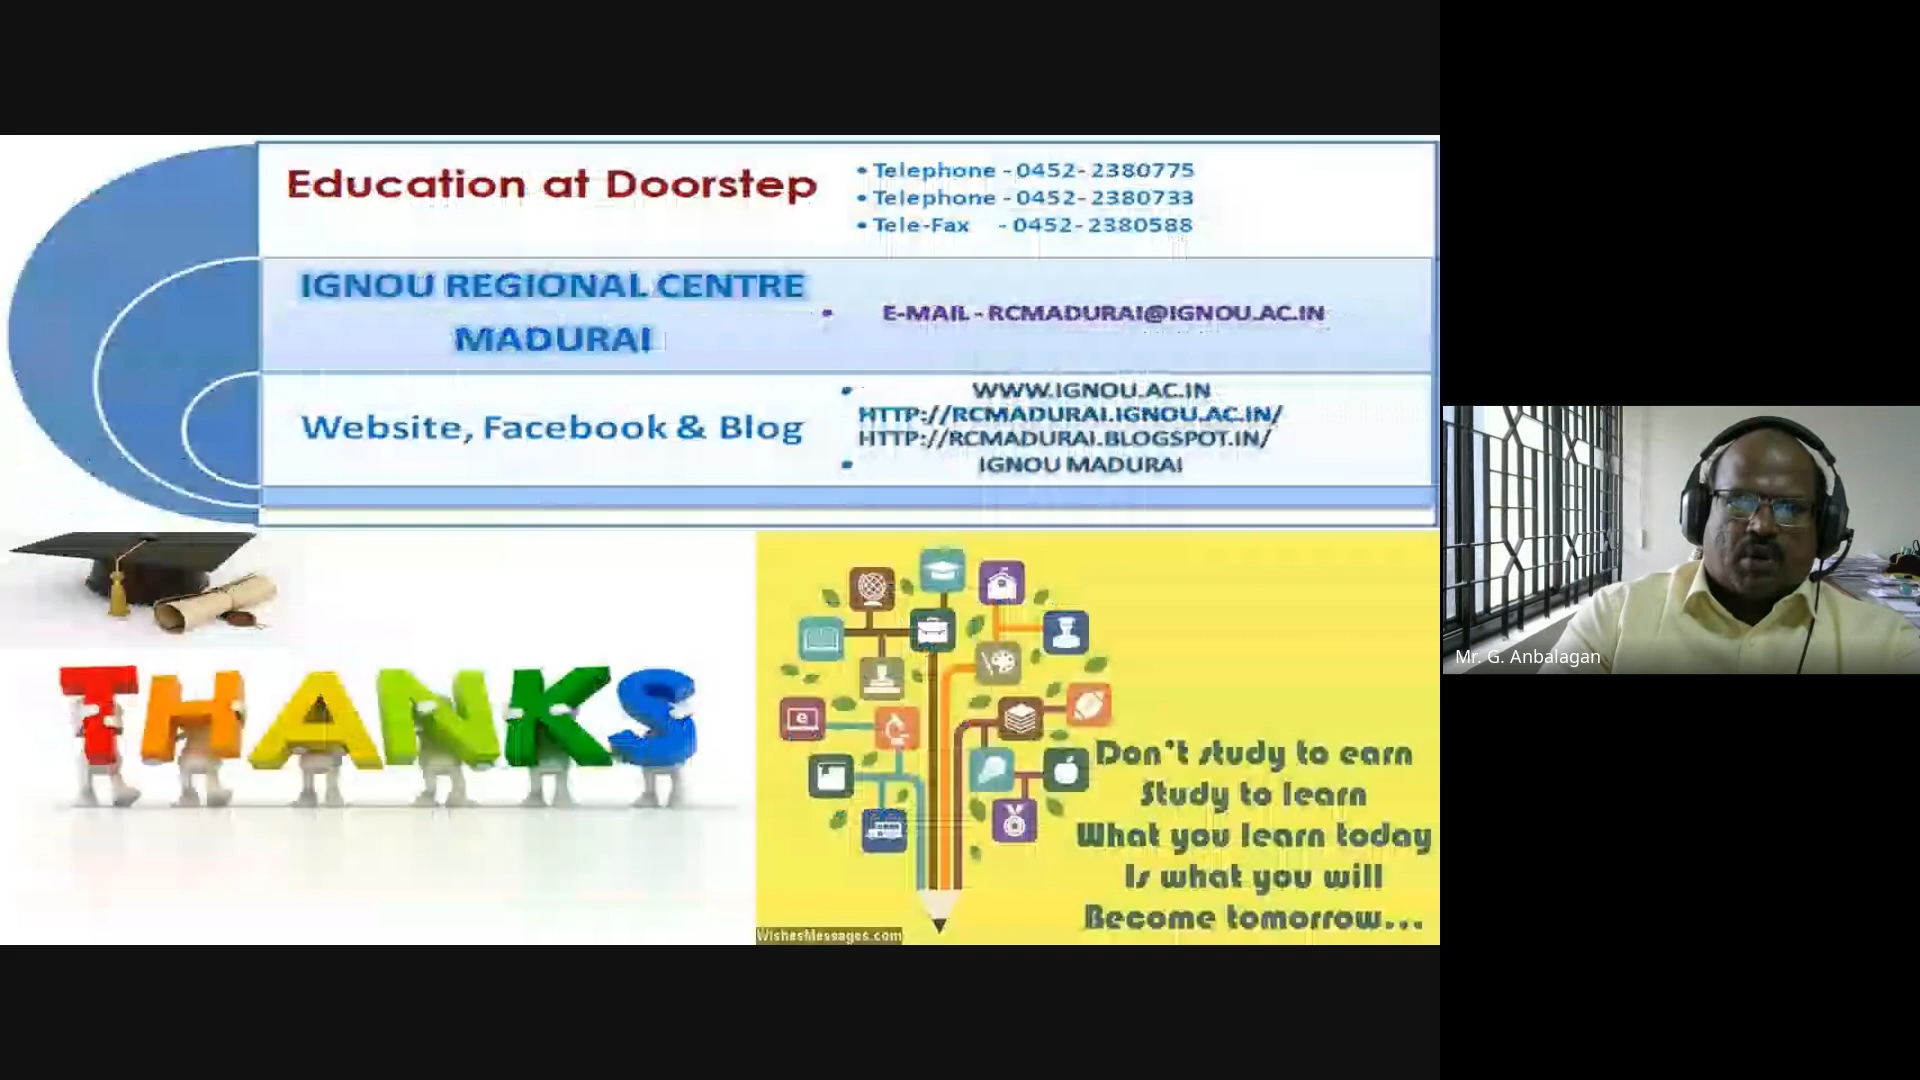 Education at Doorstep
• Telephone - 0452- 2380775
• Telephone - 0452- 2380733
• Tele-Fax - 0452- 2380588
IGNOU REGIONAL CENTRE
MADURAI
• E-MAIL - RCMADURAI@IGNOU.AC.IN
Website, Facebook & Blog
• WWW.IGNOU.AC.IN
HTTP://RCMADURAI.IGNOU.AC.IN/
HTTP://RCMADURAI.BLOGSPOT.IN/
• IGNOU MADURAI
THANKS
e
Don't study to earn
Study to learn
What you learn today
Is what you will
Become tomorrow...
WishesMessages.com
Mr. G. Anbalagan